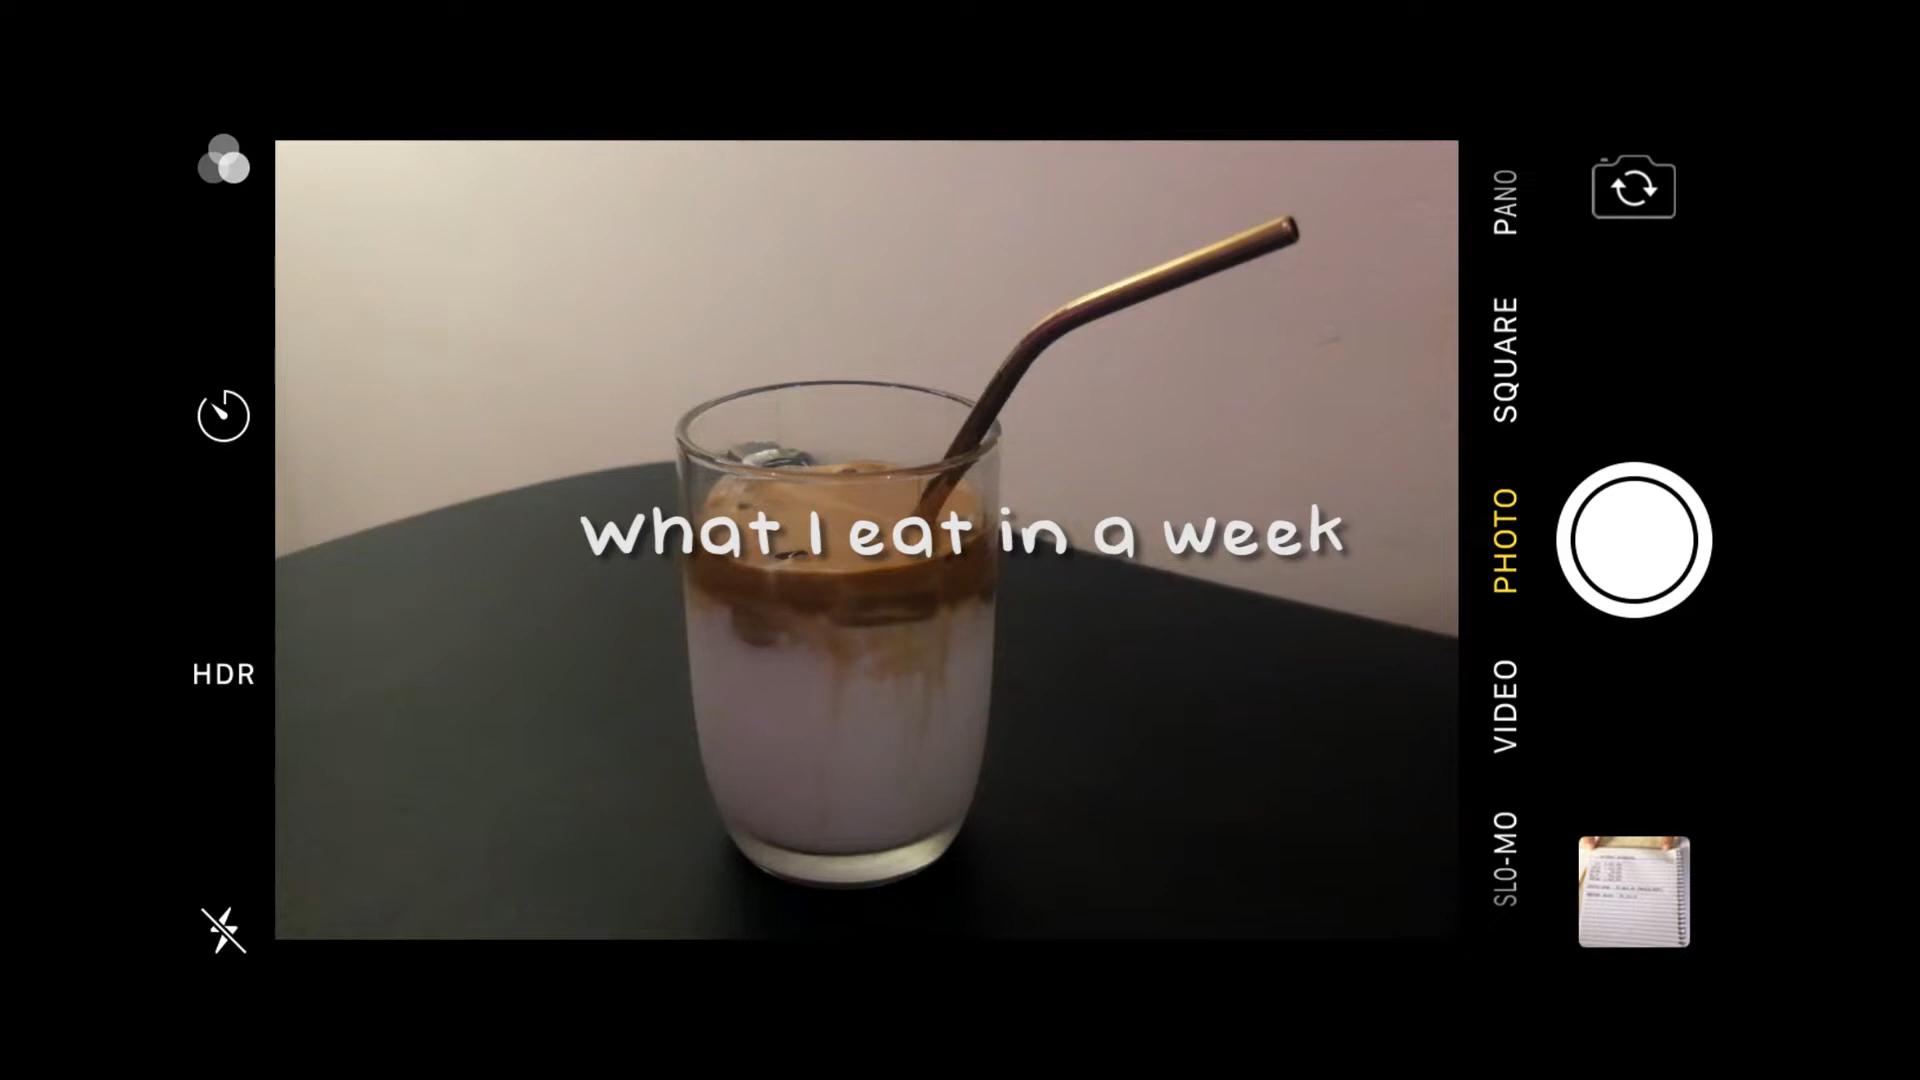 What I eat in a week
HDR
PANO
SQUARE
PHOTO
VIDEO
SLO-MO